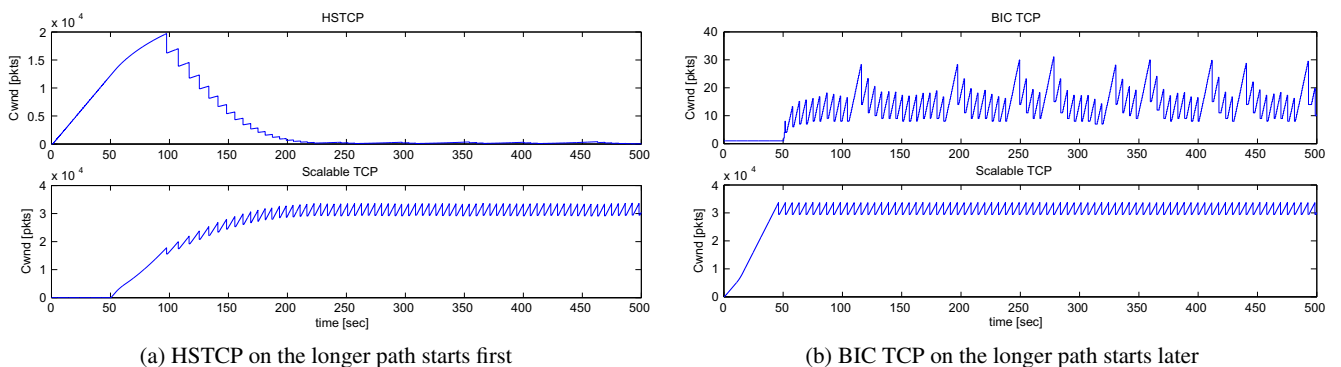 HSTCP
x 10^4
2
1.5
1
0.5
0
Cwnd [pkts]
0 50 100 150 200 250 300 350 400 450 500
Scalable TCP
x 10^4
4
3
2
1
0
Cwnd [pkts]
0 50 100 150 200 250 300 350 400 450 500
time [sec]
(a) HSTCP on the longer path starts first
BIC TCP
40
30
20
10
0
Cwnd [pkts]
0 50 100 150 200 250 300 350 400 450 500
Scalable TCP
x 10^4
4
3
2
1
0
Cwnd [pkts]
0 50 100 150 200 250 300 350 400 450 500
time [sec]
(b) BIC TCP on the longer path starts later